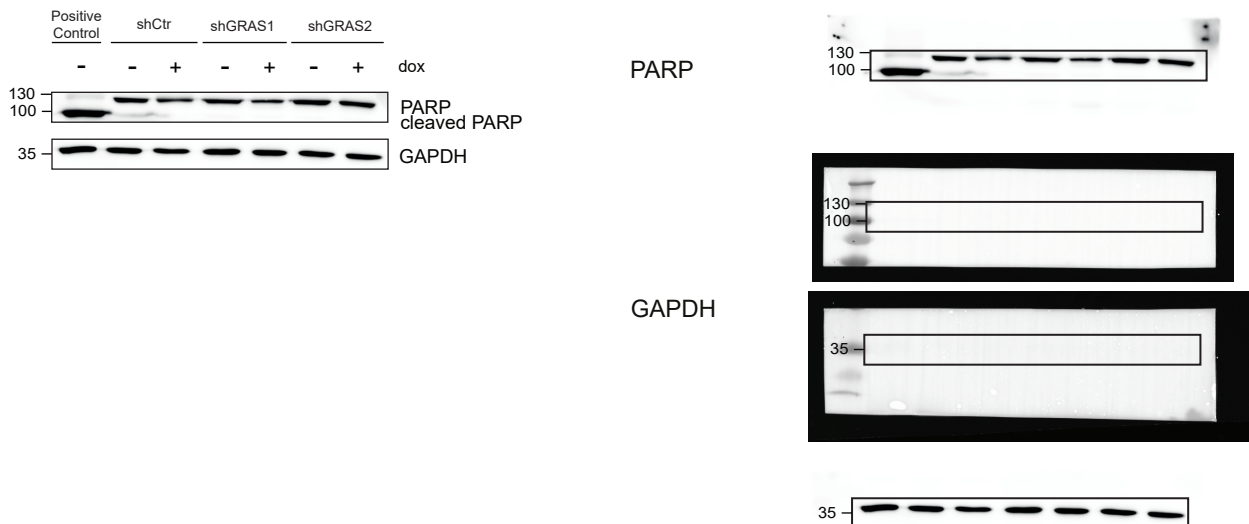 Positive Control shCtr shGRAS1 shGRAS2
- - + - + - + dox
130
100
PARP
cleaved PARP
35
GAPDH
PARP
130
100
130
100
GAPDH
35
35